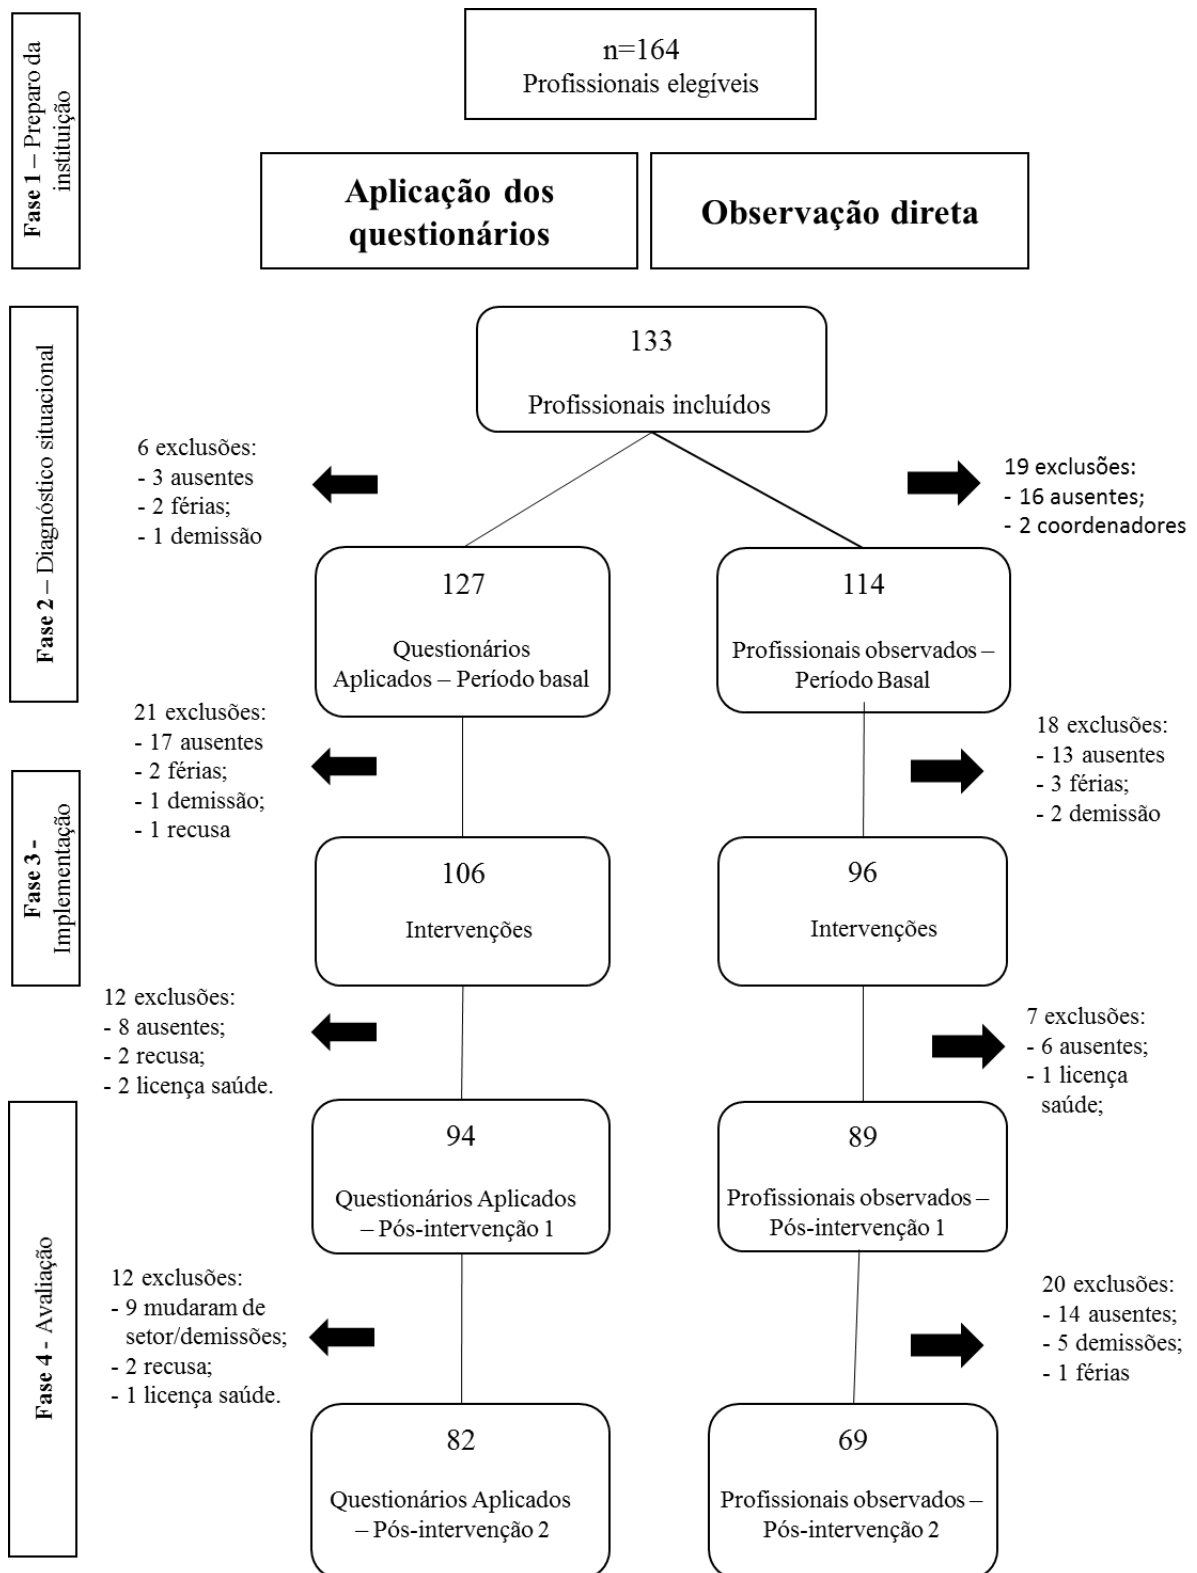 Fase 1 – Preparo da
instituição
n=164
Profissionais elegíveis
Aplicação dos
questionários
Observação direta
Fase 2 – Diagnóstico situacional
133
Profissionais incluídos
6 exclusões:
- 3 ausentes
- 2 férias;
- 1 demissão
19 exclusões:
- 16 ausentes;
- 2 coordenadores
127
Questionários
Aplicados – Período basal
114
Profissionais observados –
Período Basal
21 exclusões:
- 17 ausentes
- 2 férias;
- 1 demissão;
- 1 recusa
18 exclusões:
- 13 ausentes
- 3 férias;
- 2 demissão
Fase 3 -
Implementação
106
Intervenções
96
Intervenções
12 exclusões:
- 8 ausentes;
- 2 recusa;
- 2 licença saúde.
7 exclusões:
- 6 ausentes;
- 1 licença
saúde;
Fase 4 - Avaliação
94
Questionários Aplicados
– Pós-intervenção 1
89
Profissionais observados –
Pós-intervenção 1
12 exclusões:
- 9 mudaram de
setor/demissões;
- 2 recusa;
- 1 licença saúde.
20 exclusões:
- 14 ausentes;
- 5 demissões;
- 1 férias
82
Questionários Aplicados
– Pós-intervenção 2
69
Profissionais observados –
Pós-intervenção 2